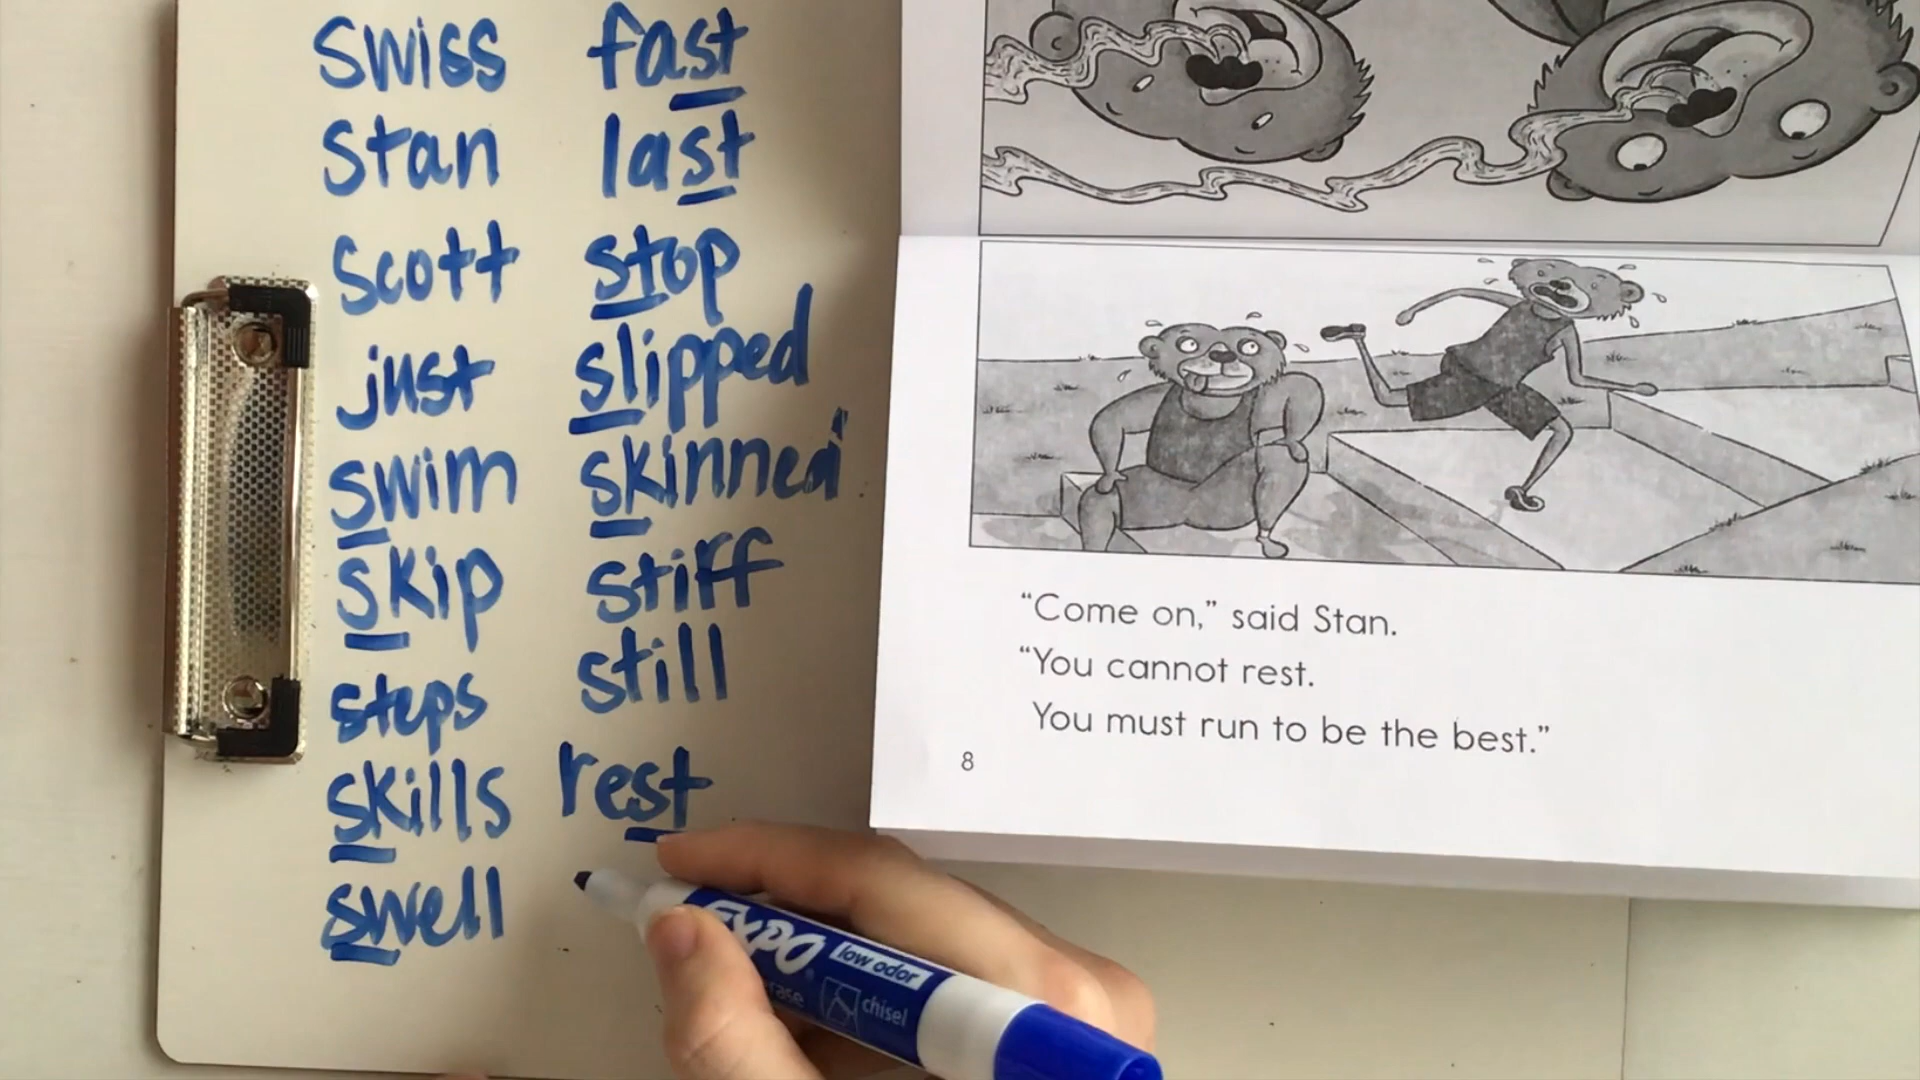 swiss
stan
scott
just
swim
skip
steps
skills
swell
fast
last
stop
slipped
skinned
stiff
still
rest
"Come on," said Stan.
"You cannot rest.
You must run to be the best."
8
EXPO
low odor
chisel